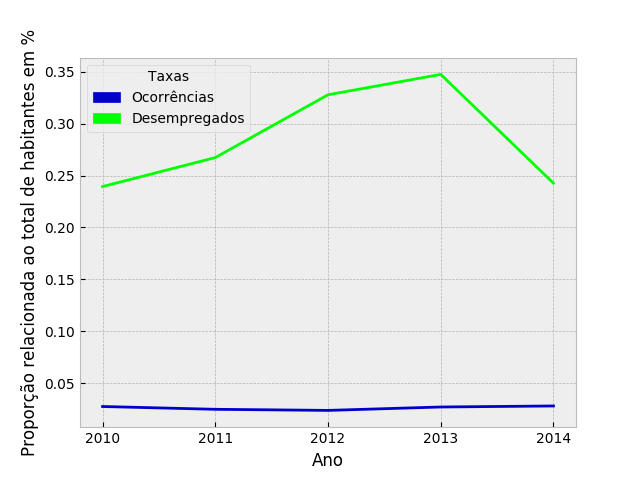 Proporção relacionada ao total de habitantes em %
0.35
0.30
0.25
0.20
0.15
0.10
0.05
Taxas
Ocorrências
Desempregados
2010 2011 2012 2013 2014
Ano